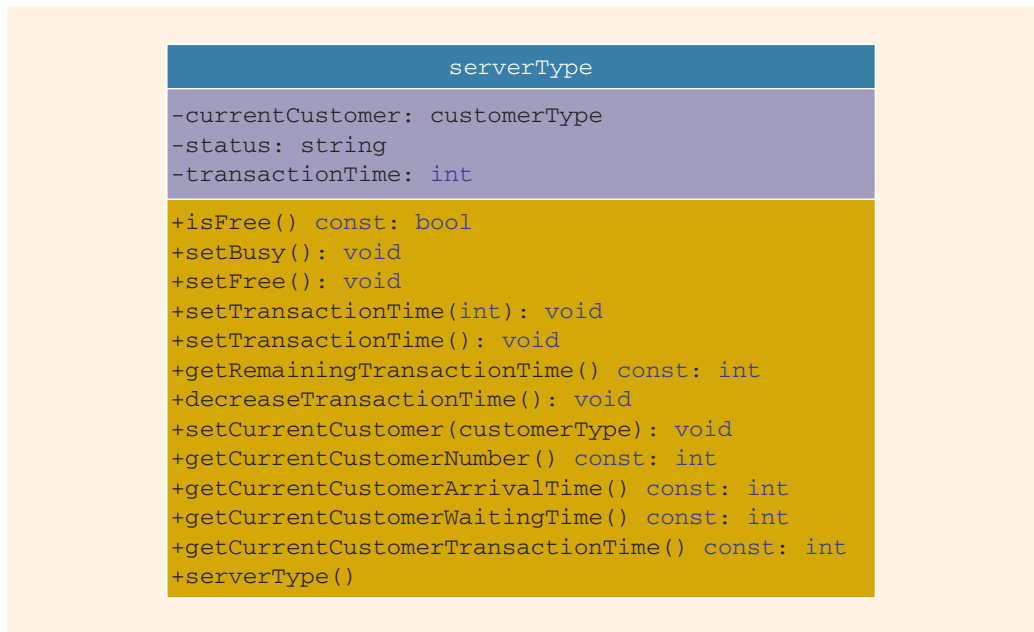 serverType
-currentCustomer: customerType
-status: string
-transactionTime: int
+isFree() const: bool
+setBusy(): void
+setFree(): void
+setTransactionTime(int): void
+setTransactionTime(): void
+getRemainingTransactionTime() const: int
+decreaseTransactionTime(): void
+setCurrentCustomer(customerType): void
+getCurrentCustomerNumber() const: int
+getCurrentCustomerArrivalTime() const: int
+getCurrentCustomerWaitingTime() const: int
+getCurrentCustomerTransactionTime() const: int
+serverType()